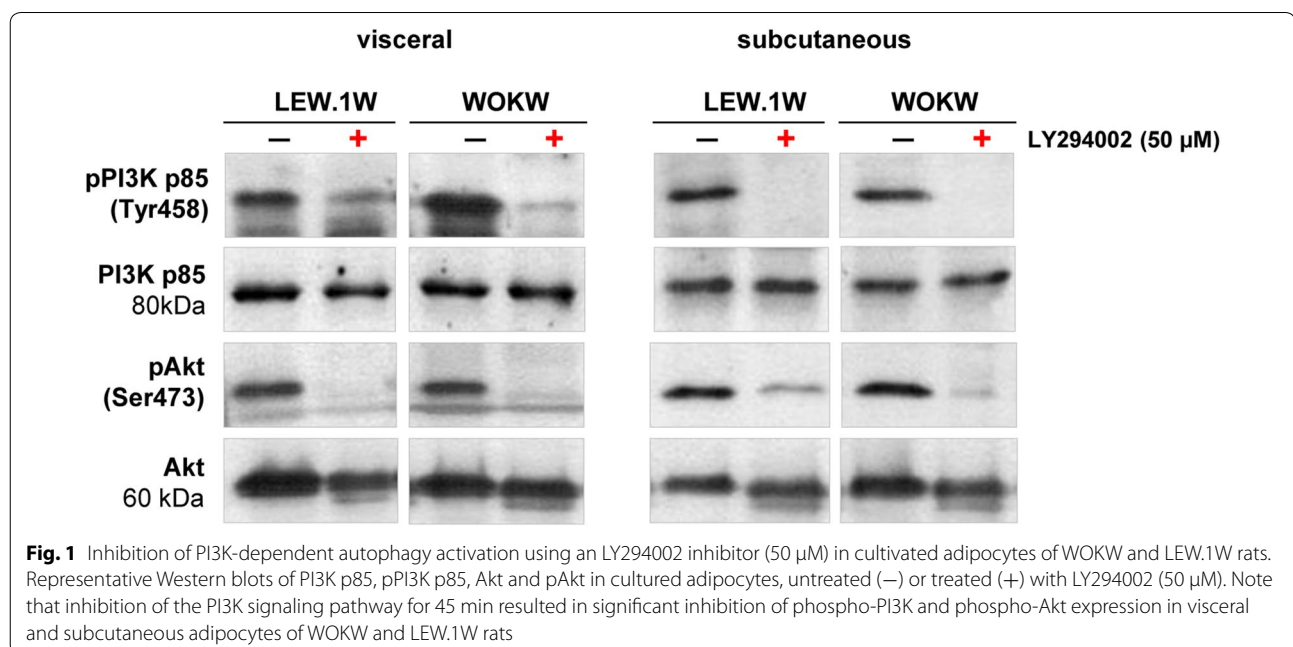 visceral subcutaneous
LEW.1W WOKW LEW.1W WOKW
− + − + − + − + LY294002 (50 µM)
pPI3K p85
(Tyr458)
PI3K p85
80kDa
pAkt
(Ser473)
Akt
60 kDa
Fig. 1 Inhibition of PI3K-dependent autophagy activation using an LY294002 inhibitor (50 µM) in cultivated adipocytes of WOKW and LEW.1W rats.
Representative Western blots of PI3K p85, pPI3K p85, Akt and pAkt in cultured adipocytes, untreated (−) or treated (+) with LY294002 (50 µM). Note
that inhibition of the PI3K signaling pathway for 45 min resulted in significant inhibition of phospho-PI3K and phospho-Akt expression in visceral
and subcutaneous adipocytes of WOKW and LEW.1W rats